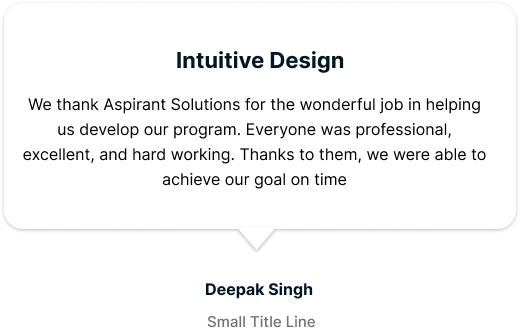 Intuitive Design
We thank Aspirant Solutions for the wonderful job in helping
us develop our program. Everyone was professional,
excellent, and hard working. Thanks to them, we were able to
achieve our goal on time
Deepak Singh
Small Title Line